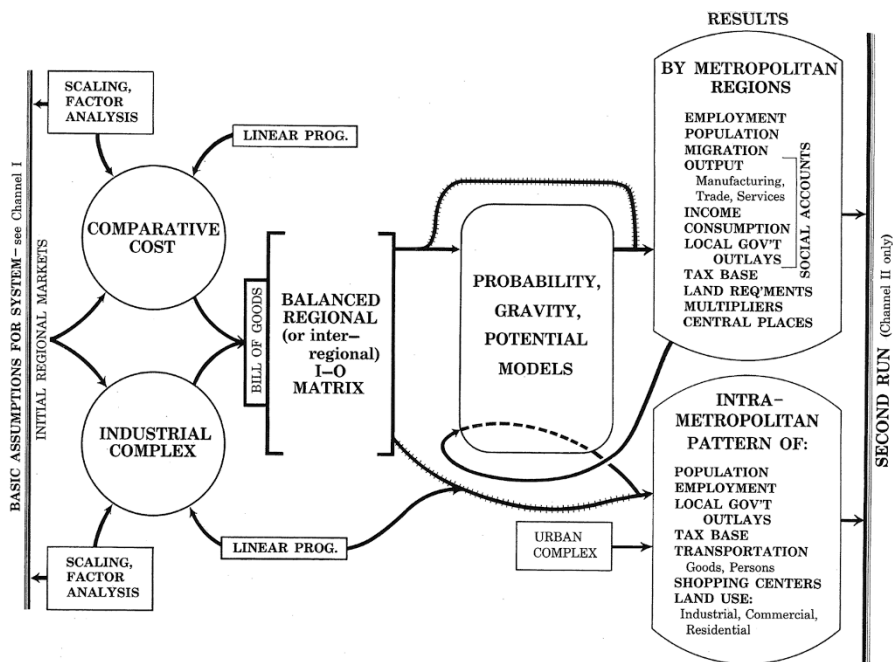 BASIC ASSUMPTIONS FOR SYSTEM—see Channel I
INITIAL REGIONAL MARKETS
SCALING,
FACTOR
ANALYSIS
LINEAR PROG.
COMPARATIVE
COST
INDUSTRIAL
COMPLEX
SCALING,
FACTOR
ANALYSIS
LINEAR PROG.
BILL OF GOODS
BALANCED
REGIONAL
(or inter–
regional)
I–O
MATRIX
PROBABILITY,
GRAVITY,
POTENTIAL
MODELS
URBAN
COMPLEX
RESULTS
BY METROPOLITAN
REGIONS
EMPLOYMENT
POPULATION
MIGRATION
OUTPUT
Manufacturing,
Trade, Services
INCOME
CONSUMPTION
LOCAL GOV'T
OUTLAYS
TAX BASE
LAND REQ'MENTS
MULTIPLIERS
CENTRAL PLACES
SOCIAL ACCOUNTS
INTRA–
METROPOLITAN
PATTERN OF:
POPULATION
EMPLOYMENT
LOCAL GOV'T
OUTLAYS
TAX BASE
TRANSPORTATION
Goods, Persons
SHOPPING CENTERS
LAND USE:
Industrial, Commercial,
Residential
SECOND RUN (Channel II only)